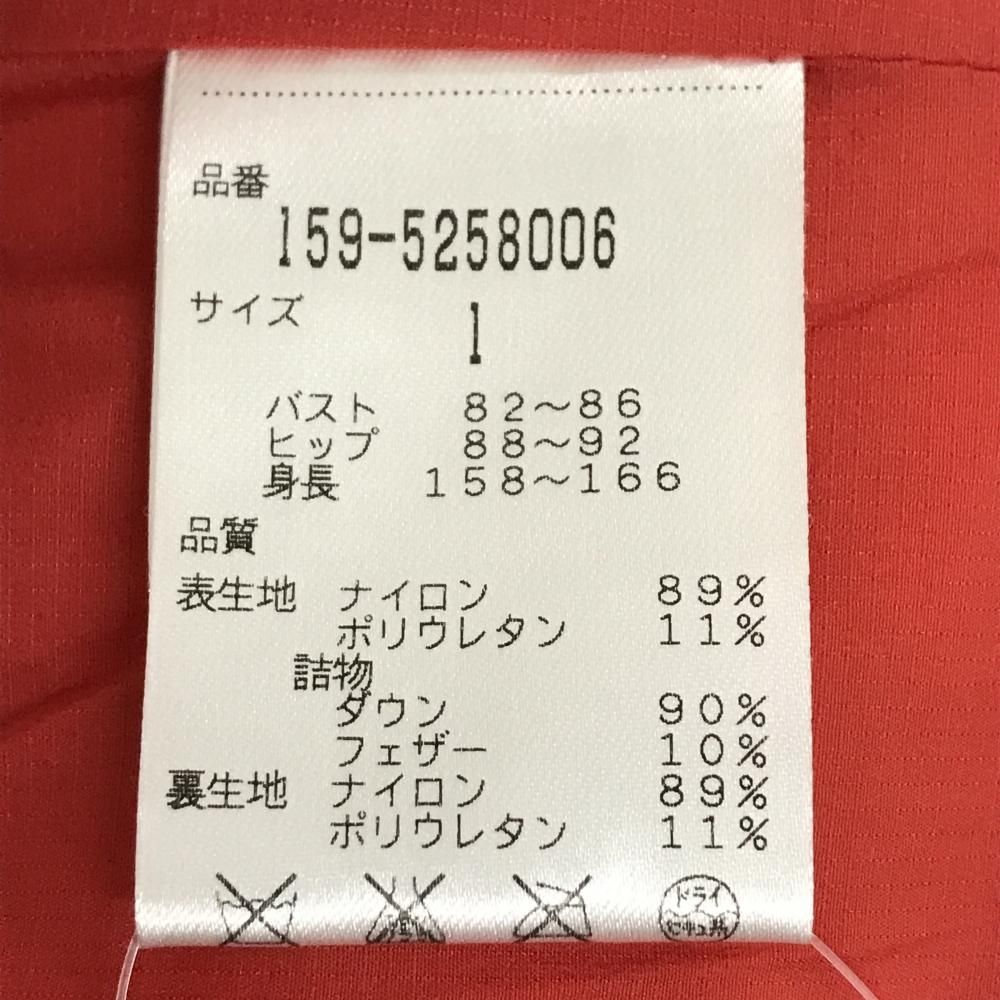 品番
159-5258006
サイズ 1
バスト 82〜86
ヒップ 88〜92
身長 158〜166
品質
表生地 ナイロン 89%
ポリウレタン 11%
詰物
ダウン 90%
フェザー 10%
裏生地 ナイロン 89%
ポリウレタン 11%
ドライ